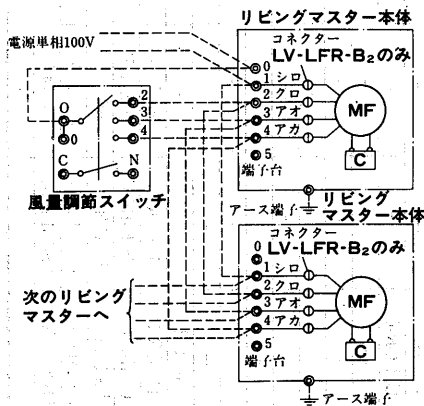 リビングマスター本体
電源単相100V
コネクター
LV-LFR-B₂のみ
0
1 シロ
2 クロ
3 アオ
4 アカ
5
端子台
MF
C
アース端子
O
0
2
3
4
C
N
風量調節スイッチ
リビング
マスター本体
コネクター
LV-LFR-B₂のみ
0
1 シロ
2 クロ
3 アオ
4 アカ
5
端子台
MF
C
次のリビング
マスターへ
アース端子